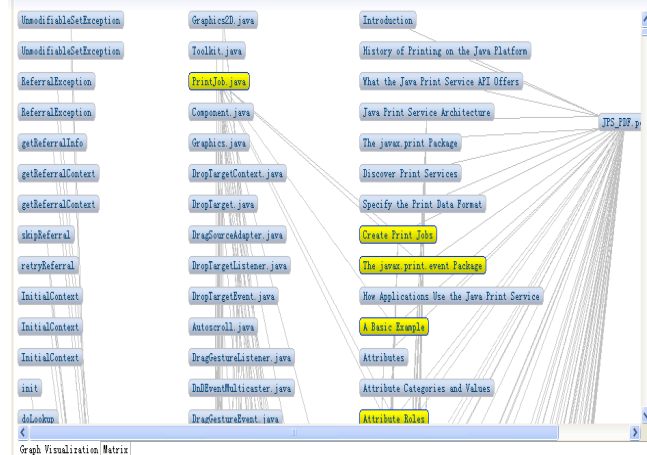 UnmodifiableSetException
UnmodifiableSetException
ReferralException
ReferralException
getReferralInfo
getReferralContext
getReferralContext
skipReferral
retryReferral
InitialContext
InitialContext
InitialContext
init
doLookup
Graphics2D.java
Toolkit.java
PrintJob.java
Component.java
Graphics.java
DropTargetContext.java
DropTarget.java
DragSourceAdapter.java
DropTargetListener.java
DropTargetEvent.java
Autoscroll.java
DragGestureListener.java
DnDEventMulticaster.java
DragGestureEvent.java
Introduction
History of Printing on the Java Platform
What the Java Print Service API Offers
Java Print Service Architecture
The javax.print Package
Discover Print Services
Specify the Print Data Format
Create Print Jobs
The javax.print.event Package
How Applications Use the Java Print Service
A Basic Example
Attributes
Attribute Categories and Values
Attribute Roles
JPS_PDF.p
Graph Visualization
Matrix